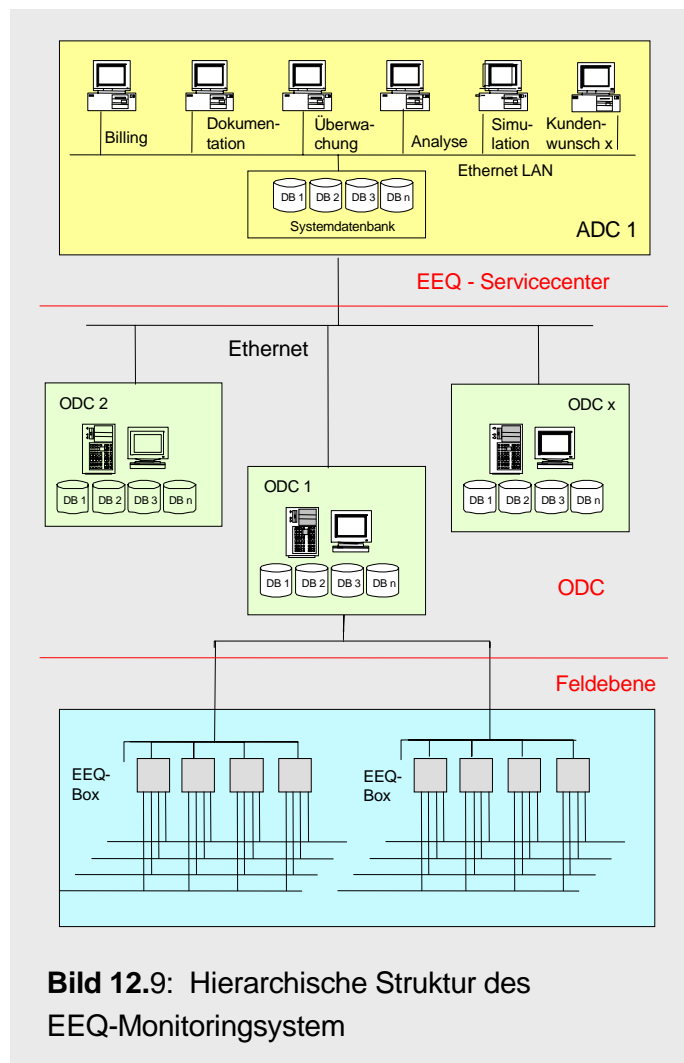 Billing
Dokumen-
tation
Überwa-
chung
Analyse
Simu-
lation
Kunden-
wunsch x
Ethernet LAN
DB 1 DB 2 DB 3 DB n
Systemdatenbank
ADC 1
EEQ - Servicecenter
Ethernet
ODC 2
DB 1 DB 2 DB 3 DB n
ODC 1
DB 1 DB 2 DB 3 DB n
ODC x
DB 1 DB 2 DB 3 DB n
ODC
Feldebene
EEQ-
Box
EEQ-
Box
Bild 12.9: Hierarchische Struktur des
EEQ-Monitoringsystem